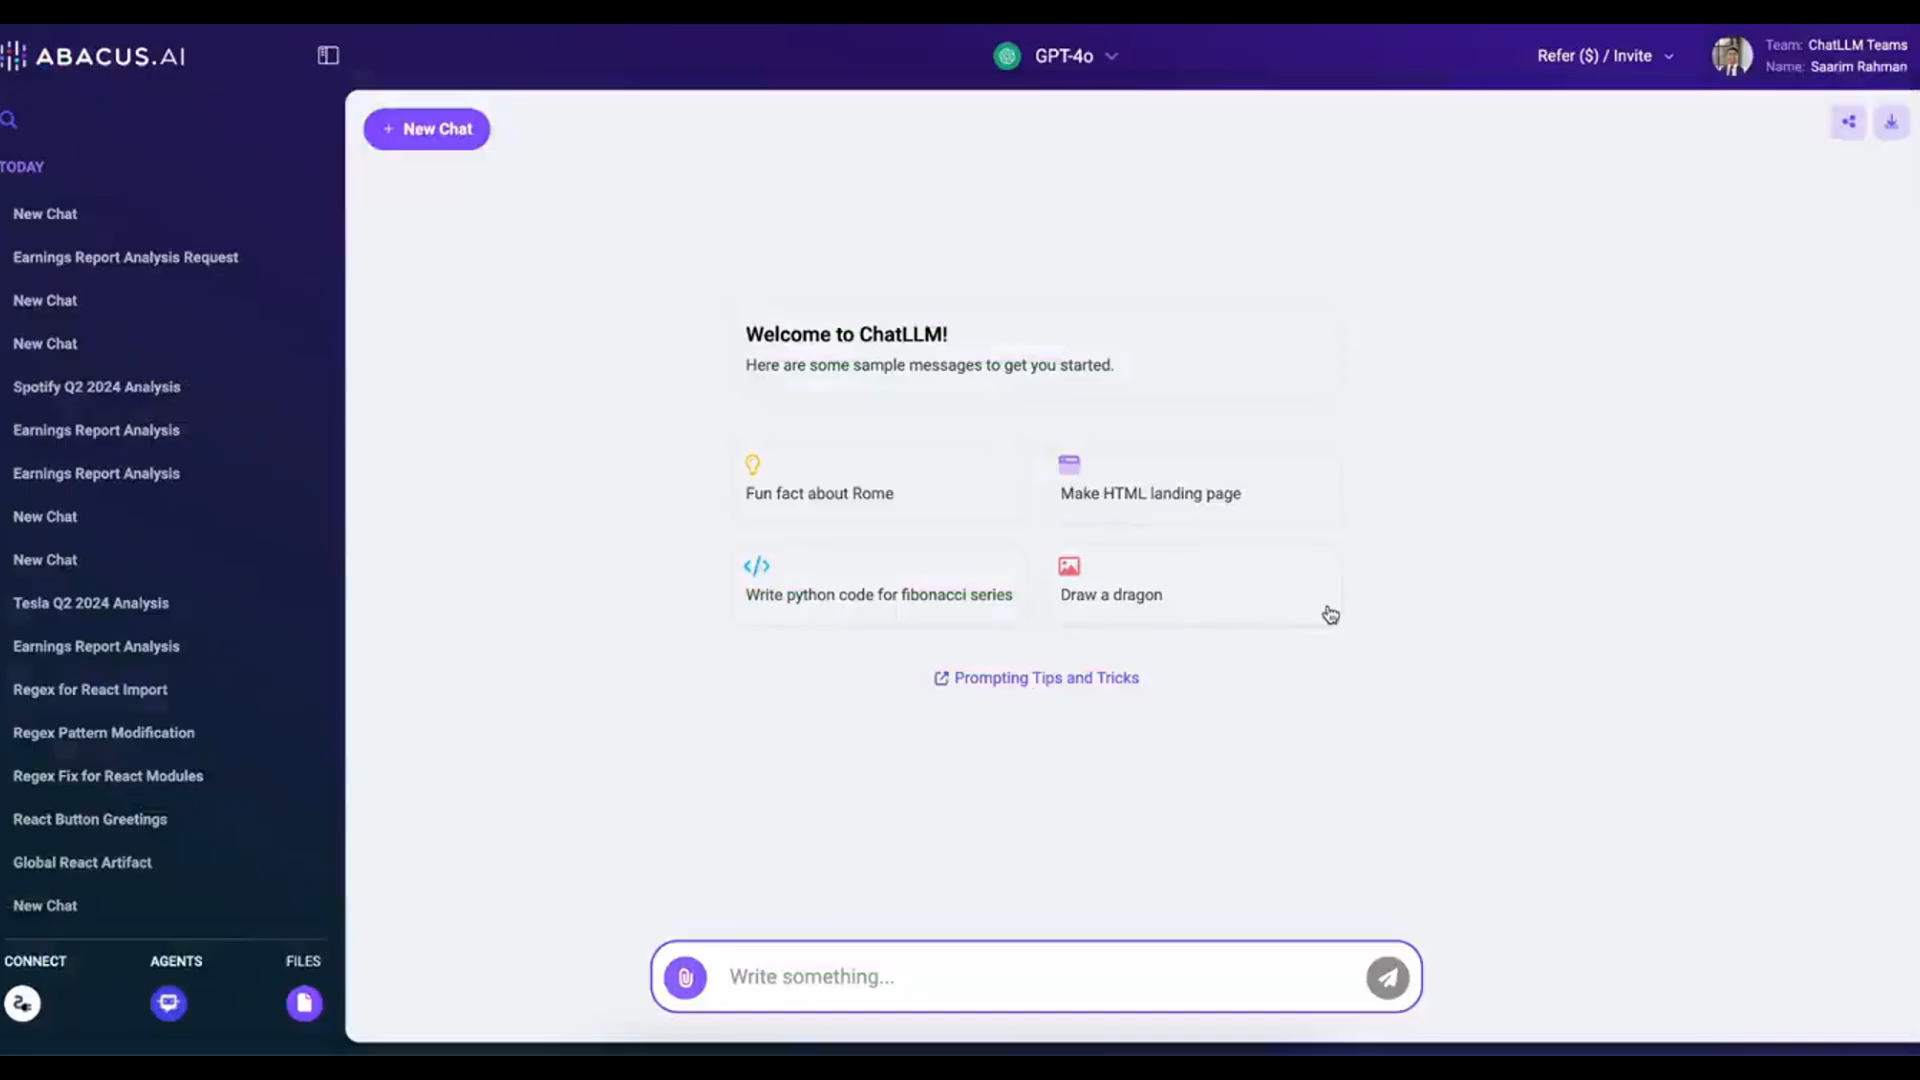 ABACUS.AI
GPT-4o
Refer ($) / Invite
Team: ChatLLM Teams
Name: Saarim Rahman
TODAY
New Chat
Earnings Report Analysis Request
New Chat
New Chat
Spotify Q2 2024 Analysis
Earnings Report Analysis
Earnings Report Analysis
New Chat
New Chat
Tesla Q2 2024 Analysis
Earnings Report Analysis
Regex for React Import
Regex Pattern Modification
Regex Fix for React Modules
React Button Greetings
Global React Artifact
New Chat
CONNECT
AGENTS
FILES
+ New Chat
Welcome to ChatLLM!
Here are some sample messages to get you started.
Fun fact about Rome
Make HTML landing page
Write python code for fibonacci series
Draw a dragon
Prompting Tips and Tricks
Write something...